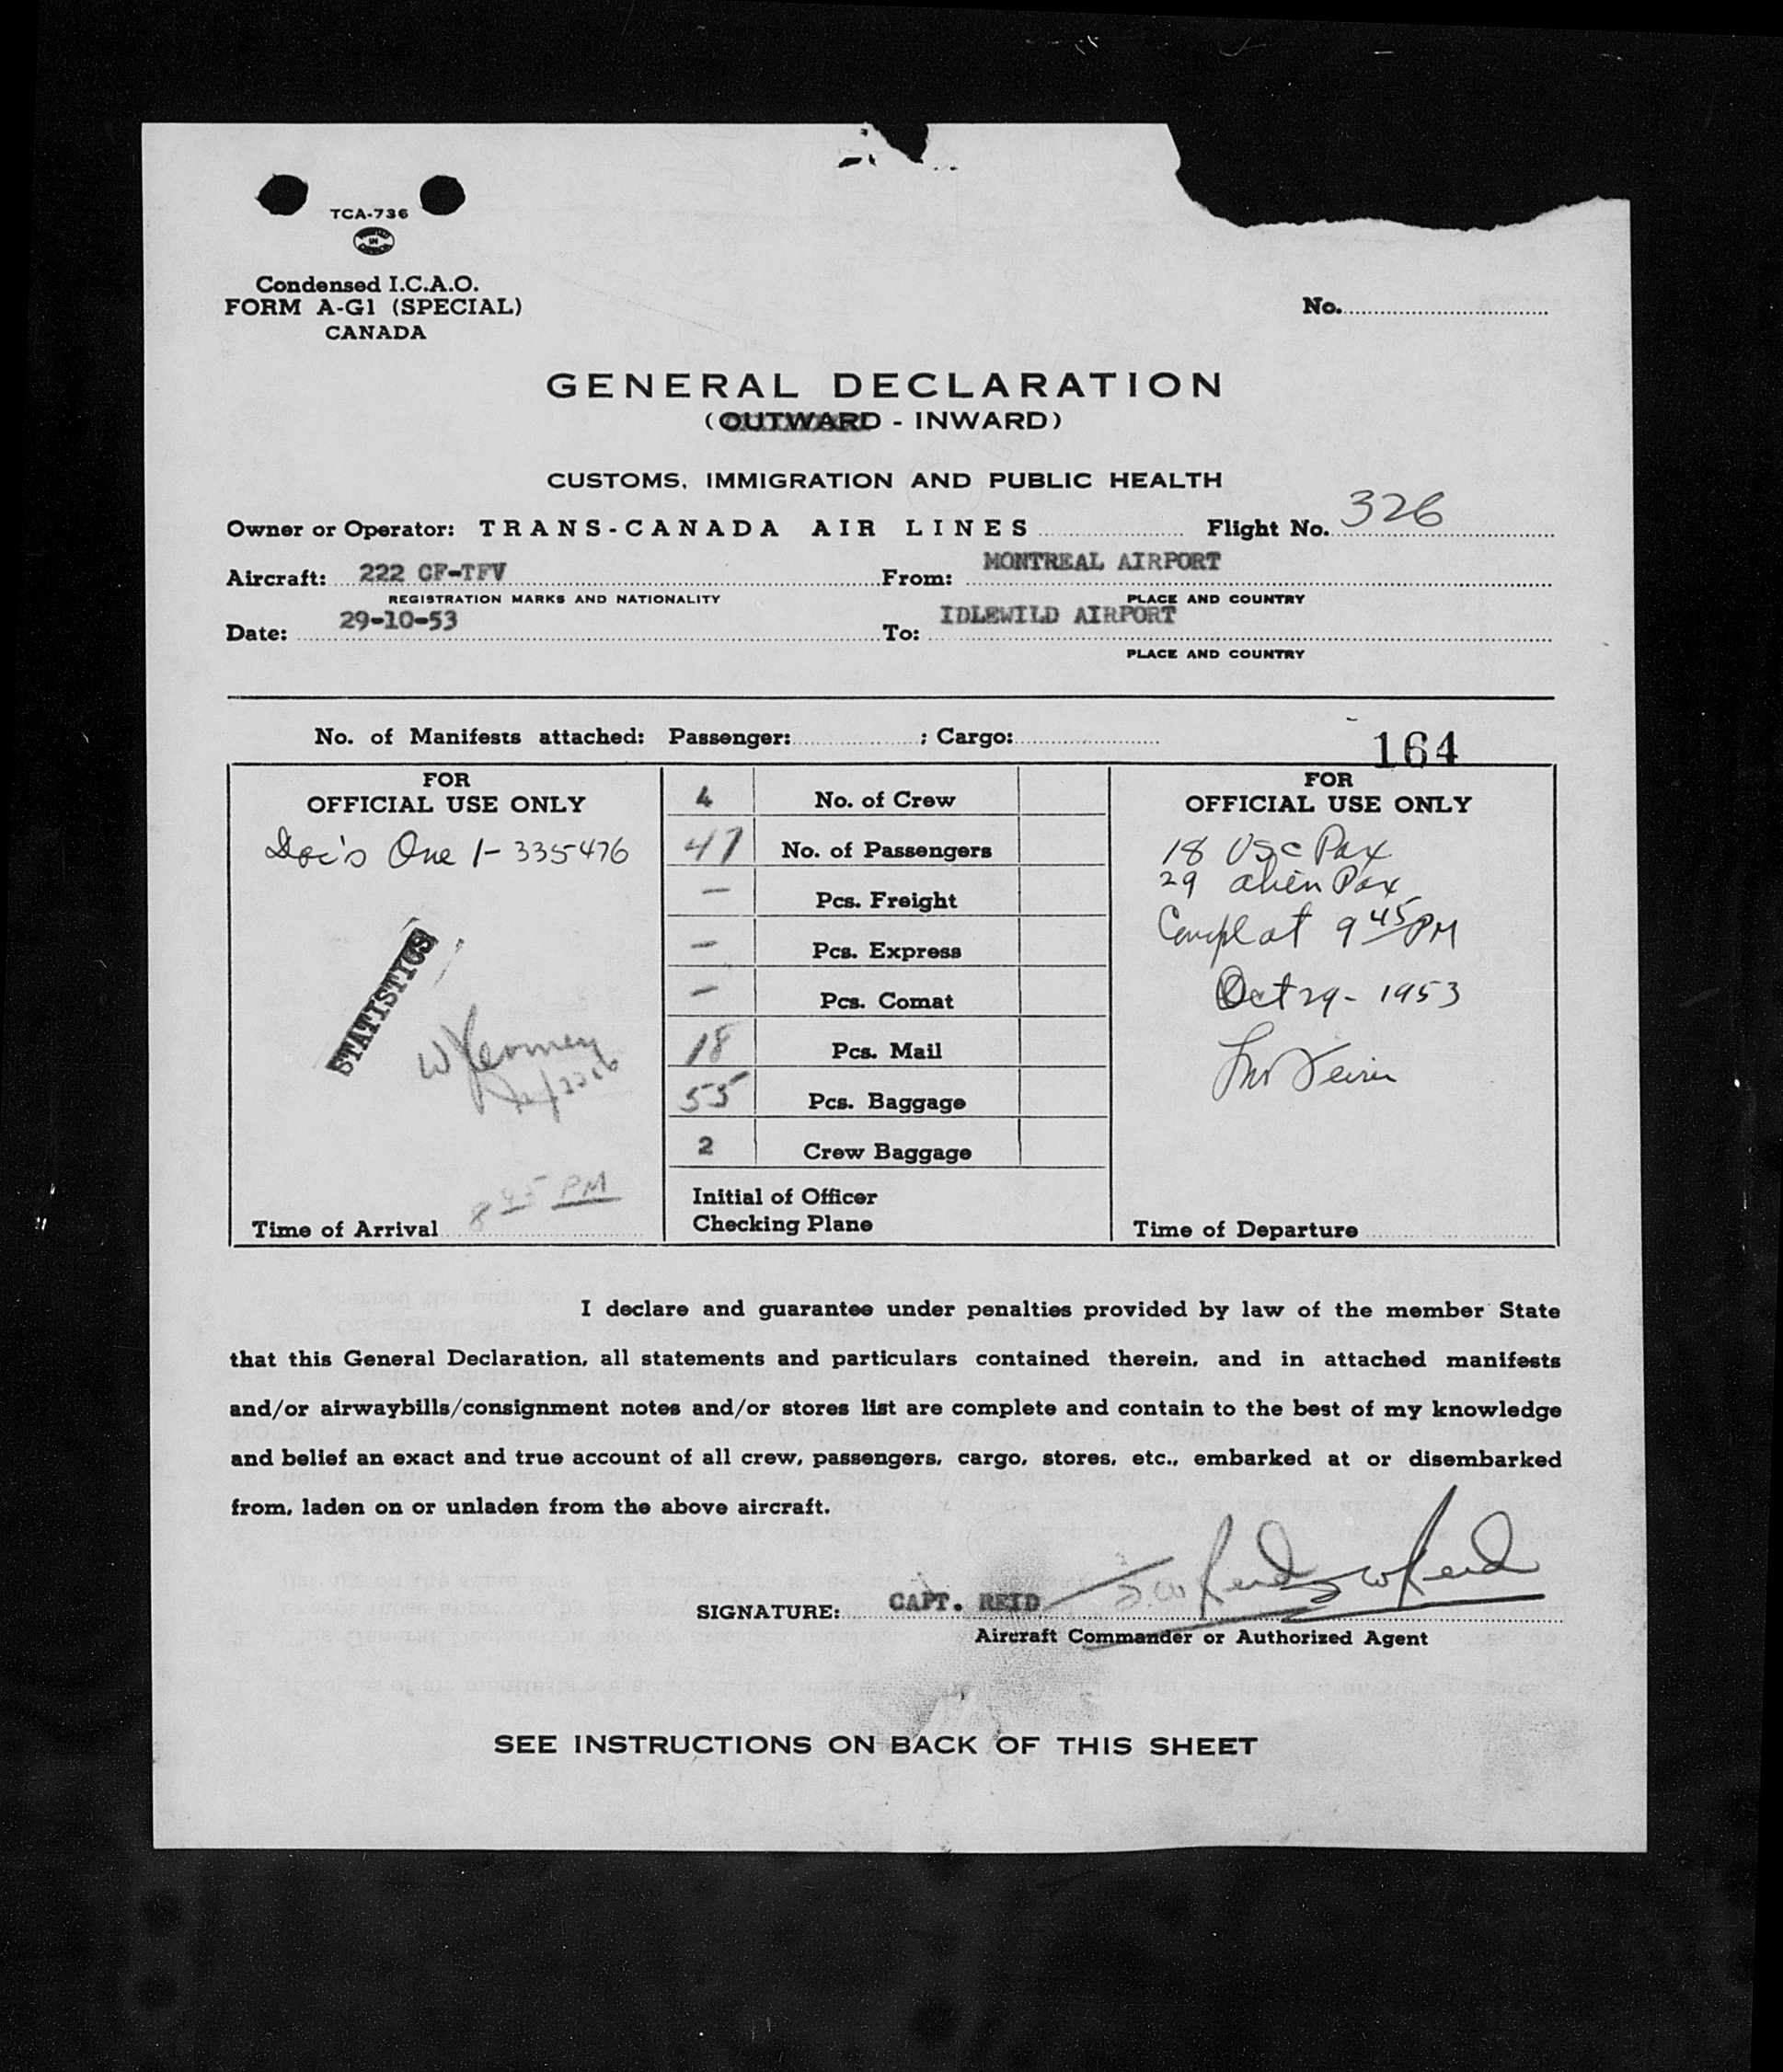 TCA-736
Condensed I.C.A.O.
FORM A-G1 (SPECIAL)
CANADA
No.
GENERAL DECLARATION
(OUTWARD - INWARD)
CUSTOMS, IMMIGRATION AND PUBLIC HEALTH
Owner or Operator: TRANS-CANADA AIR LINES Flight No. 326
Aircraft: 222 CF-TFV From: MONTREAL AIRPORT
REGISTRATION MARKS AND NATIONALITY PLACE AND COUNTRY
Date: 29-10-53 To: IDLEWILD AIRPORT
PLACE AND COUNTRY
No. of Manifests attached: Passenger: ; Cargo:
164
FOR
OFFICIAL USE ONLY
Doc's One 1-335476
STATISTICS
8 45 PM
Time of Arrival
4 No. of Crew
47 No. of Passengers
— Pcs. Freight
— Pcs. Express
— Pcs. Comat
18 Pcs. Mail
55 Pcs. Baggage
2 Crew Baggage
Initial of Officer
Checking Plane
FOR
OFFICIAL USE ONLY
18 USC Pax
29 alien Pax
Compl at 9 45 PM
Oct 29 - 1953
Time of Departure
I declare and guarantee under penalties provided by law of the member State
that this General Declaration, all statements and particulars contained therein, and in attached manifests
and/or airwaybills/consignment notes and/or stores list are complete and contain to the best of my knowledge
and belief an exact and true account of all crew, passengers, cargo, stores, etc., embarked at or disembarked
from, laden on or unladen from the above aircraft.
SIGNATURE: CAPT. REID
Aircraft Commander or Authorized Agent
SEE INSTRUCTIONS ON BACK OF THIS SHEET